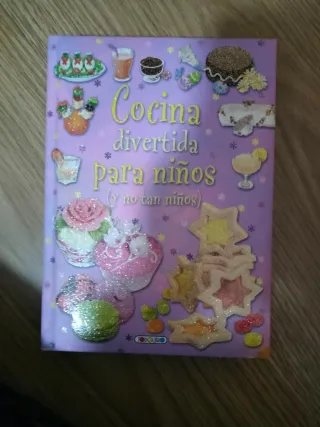 Cocina
divertida
para niños
(y no tan niños)